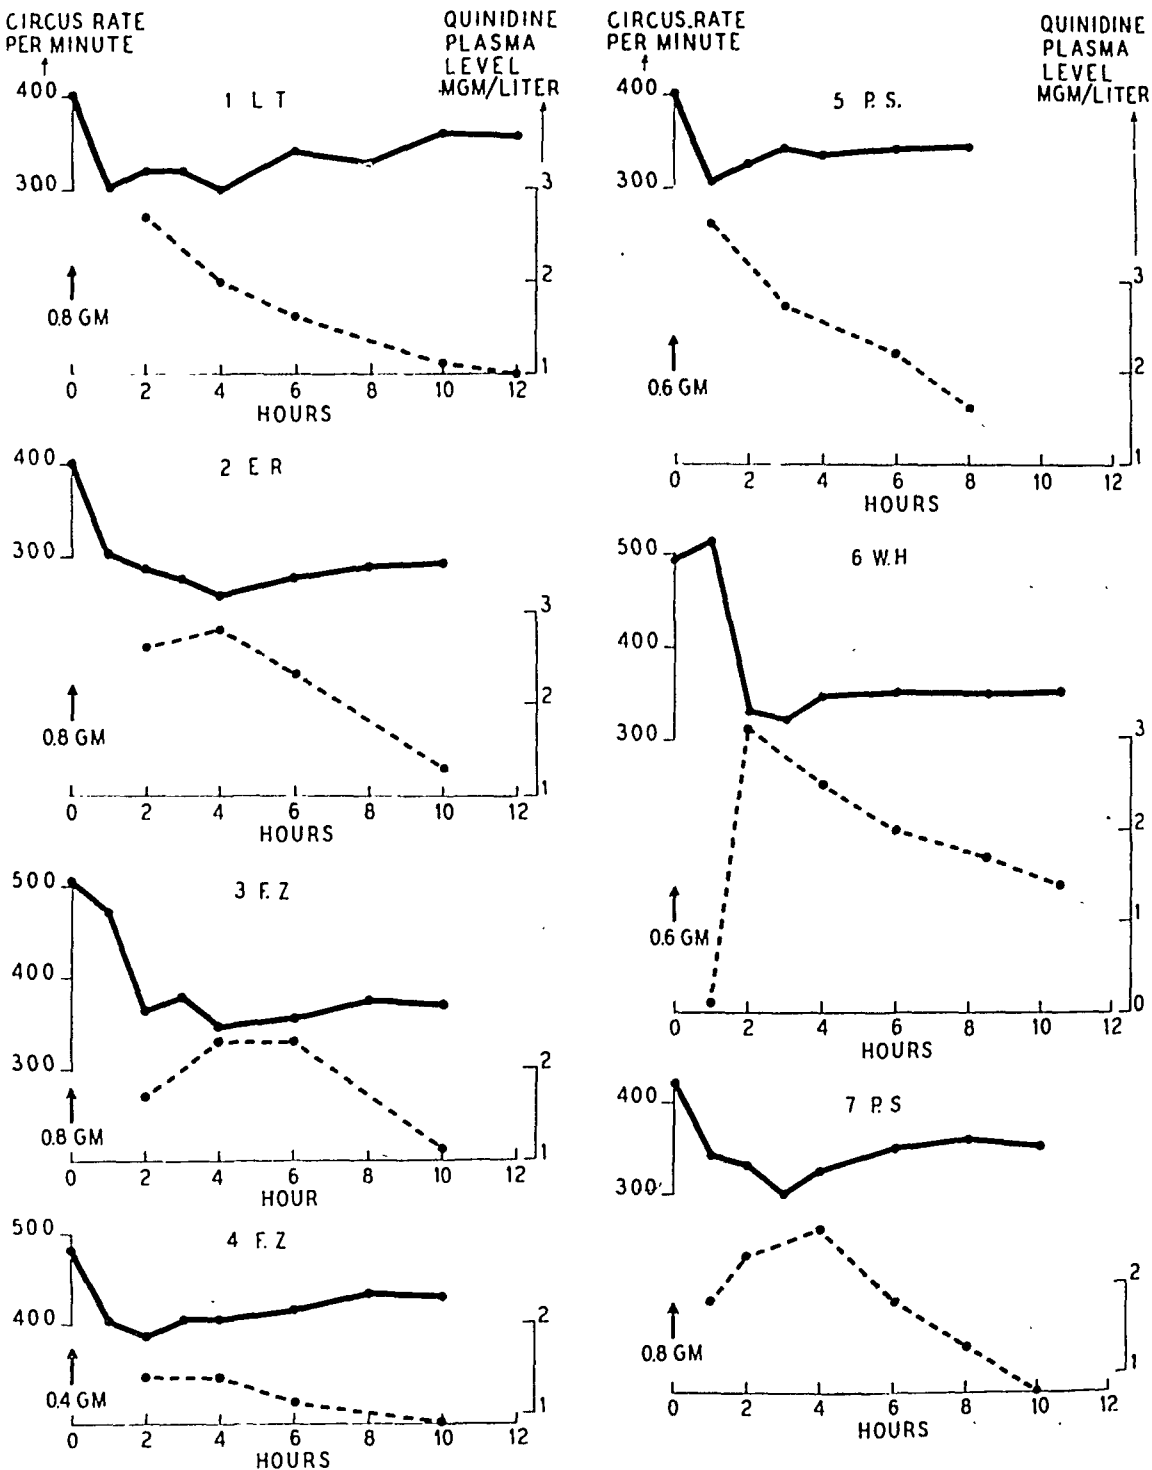 CIRCUS RATE
PER MINUTE
QUINIDINE
PLASMA
LEVEL
MGM/LITER
1 L T
400
300
3
2
1
0.8 GM
0 2 4 6 8 10 12
HOURS
2 E R
400
300
3
2
1
0.8 GM
0 2 4 6 8 10 12
HOURS
3 F. Z
500
400
300
2
1
0.8 GM
0 2 4 6 8 10 12
HOUR
4 F. Z
500
400
2
1
0.4 GM
0 2 4 6 8 10 12
HOURS
CIRCUS.RATE
PER MINUTE
QUINIDINE
PLASMA
LEVEL
MGM/LITER
5 P. S.
400
300
3
2
1
0.6 GM
0 2 4 6 8 10 12
HOURS
6 W.H
500
400
300
3
2
1
0
0.6 GM
0 2 4 6 8 10 12
HOURS
7 P. S
400
300
2
1
0.8 GM
0 2 4 6 8 10 12
HOURS